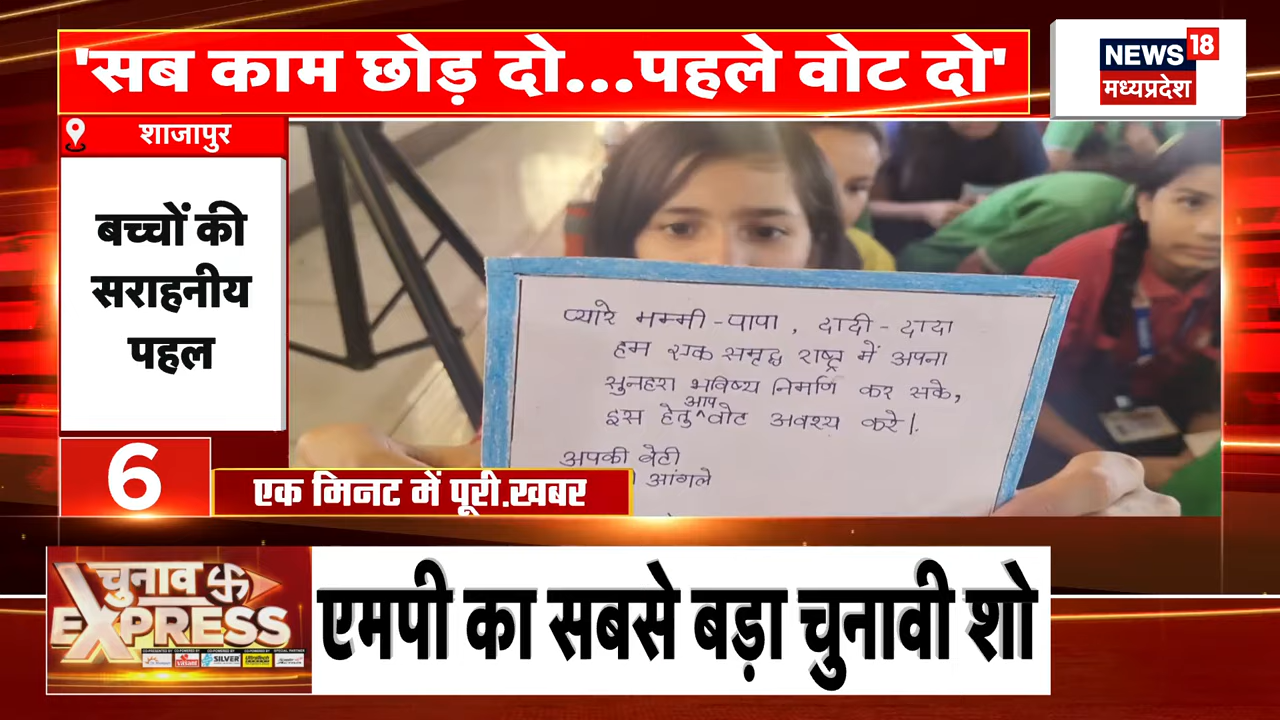 'सब काम छोड़ दो...पहले वोट दो'
NEWS 18
मध्यप्रदेश
शाजापुर
बच्चों की
सराहनीय
पहल
प्यारे मम्मी-पापा, दादी-दादा
हम एक समृद्ध राष्ट्र में अपना
सुनहरा भविष्य निर्माण कर सके,
इस हेतु ^आप वोट अवश्य करे।
अपकी बेटी
आंगले
6
एक मिनट में पूरी.खबर
चुनाव
EXPRESS
एमपी का सबसे बड़ा चुनावी शो